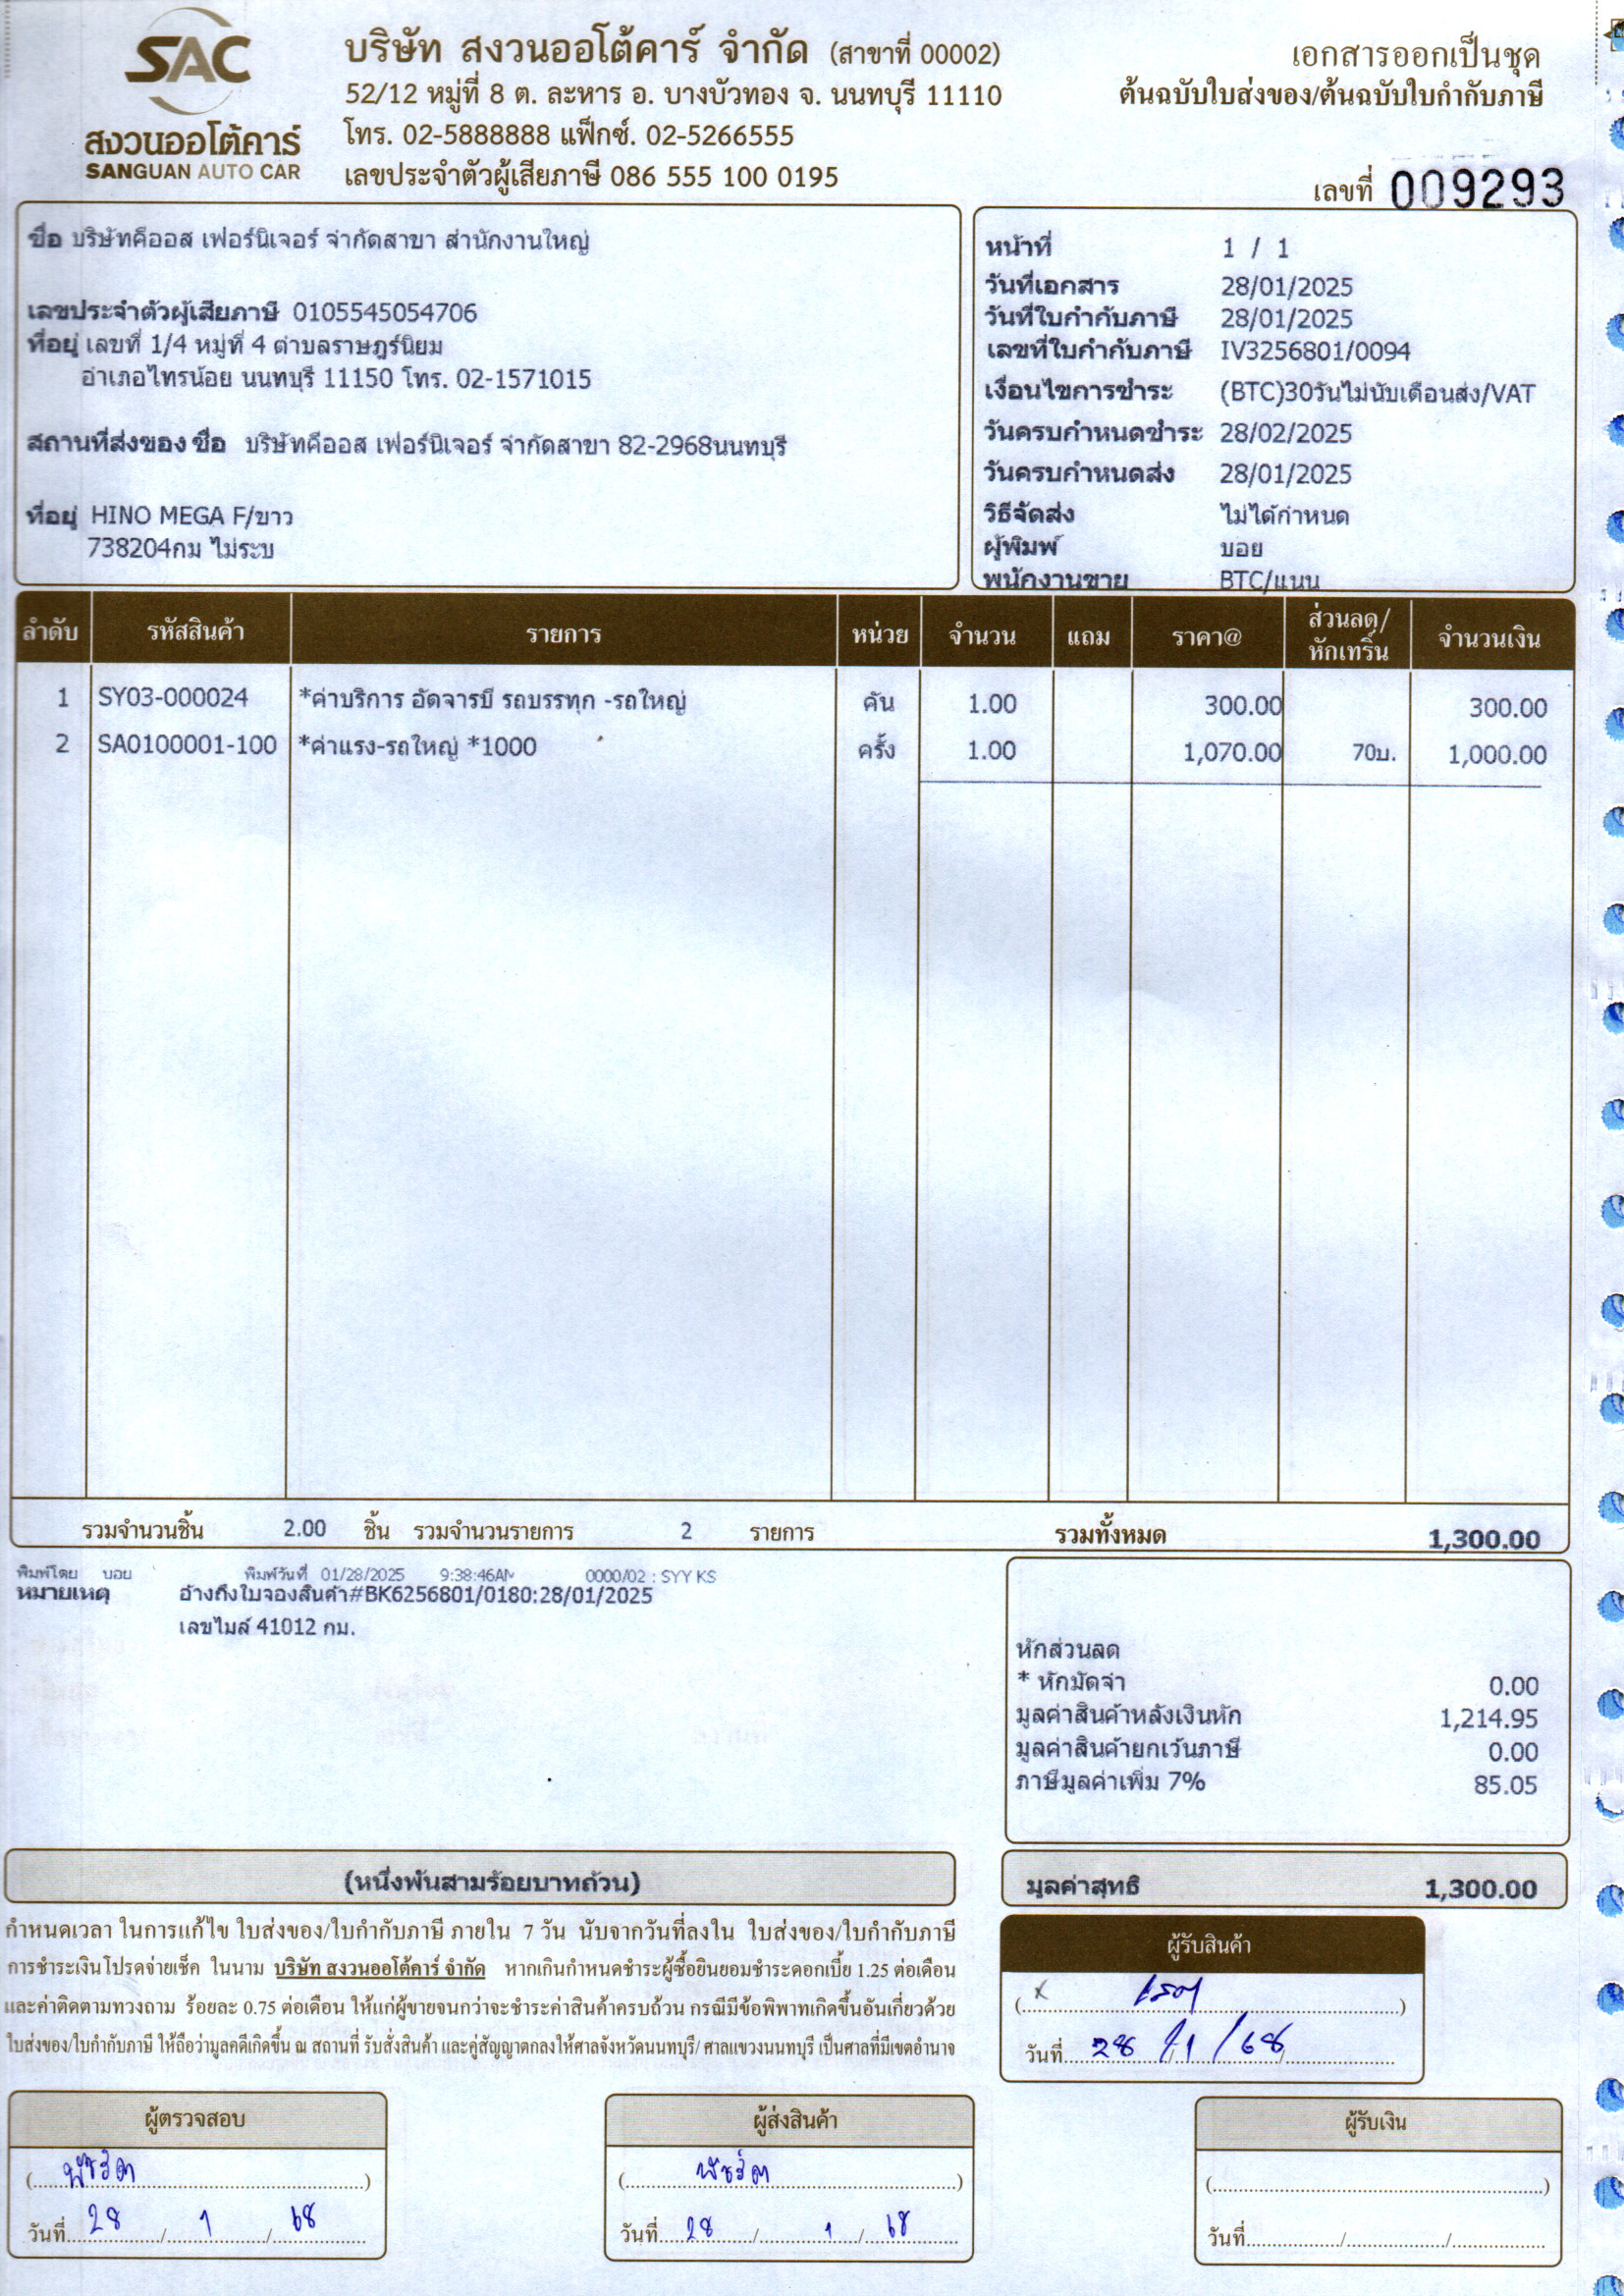 SAC
สงวนออโต้คาร์
SANGUAN AUTO CAR
บริษัท สงวนออโต้คาร์ จำกัด (สาขาที่ 00002)
52/12 หมู่ที่ 8 ต. ละหาร อ. บางบัวทอง จ. นนทบุรี 11110
โทร. 02-5888888 แฟ็กซ์. 02-5266555
เลขประจำตัวผู้เสียภาษี 086 555 100 0195
เอกสารออกเป็นชุด
ต้นฉบับใบส่งของ/ต้นฉบับใบกำกับภาษี
เลขที่ 009293
ชื่อ บริษัทคืออส เฟอร์นิเจอร์ จำกัดสาขา สำนักงานใหญ่
เลขประจำตัวผู้เสียภาษี 0105545054706
ที่อยู่ เลขที่ 1/4 หมู่ที่ 4 ตำบลราษฎร์นิยม
อำเภอไทรน้อย นนทบุรี 11150 โทร. 02-1571015
สถานที่ส่งของ ชื่อ บริษัทคืออส เฟอร์นิเจอร์ จำกัดสาขา 82-2968นนทบุรี
ที่อยู่ HINO MEGA F/ขาว
738204กม ไม่ระบ
หน้าที่ 1 / 1
วันที่เอกสาร 28/01/2025
วันที่ใบกำกับภาษี 28/01/2025
เลขที่ใบกำกับภาษี IV3256801/0094
เงื่อนไขการชำระ (BTC)30วันไม่นับเดือนส่ง/VAT
วันครบกำหนดชำระ 28/02/2025
วันครบกำหนดส่ง 28/01/2025
วิธีจัดส่ง ไม่ได้กำหนด
ผู้พิมพ์ บอย
พนักงานขาย BTC/แนน
ลำดับ รหัสสินค้า รายการ หน่วย จำนวน แถม ราคา@ ส่วนลด/หักเทริ์น จำนวนเงิน
1 SY03-000024 *ค่าบริการ อัดจารบี รถบรรทุก -รถใหญ่ คัน 1.00 300.00 300.00
2 SA0100001-100 *ค่าแรง-รถใหญ่ *1000 ครั้ง 1.00 1,070.00 70บ. 1,000.00
รวมจำนวนชิ้น 2.00 ชิ้น รวมจำนวนรายการ 2 รายการ รวมทั้งหมด 1,300.00
พิมพ์โดย บอย พิมพ์วันที่ 01/28/2025 9:38:46AM 0000/02 : SYY KS
หมายเหตุ อ้างถึงใบจองสินค้า#BK6256801/0180:28/01/2025
เลขไมล์ 41012 กม.
หักส่วนลด
* หักมัดจำ 0.00
มูลค่าสินค้าหลังเงินหัก 1,214.95
มูลค่าสินค้ายกเว้นภาษี 0.00
ภาษีมูลค่าเพิ่ม 7% 85.05
(หนึ่งพันสามร้อยบาทถ้วน)
มูลค่าสุทธิ 1,300.00
กำหนดเวลา ในการแก้ไข ใบส่งของ/ใบกำกับภาษี ภายใน 7 วัน นับจากวันที่ลงใน ใบส่งของ/ใบกำกับภาษี
การชำระเงินโปรดจ่ายเช็ค ในนาม บริษัท สงวนออโต้คาร์ จำกัด หากเกินกำหนดชำระผู้ซื้อยินยอมชำระดอกเบี้ย 1.25 ต่อเดือน
และค่าติดตามทวงถาม ร้อยละ 0.75 ต่อเดือน ให้แก่ผู้ขายจนกว่าจะชำระค่าสินค้าครบถ้วน กรณีมีข้อพิพาทเกิดขึ้นอันเกี่ยวด้วย
ใบส่งของ/ใบกำกับภาษี ให้ถือว่ามูลคดีเกิดขึ้น ณ สถานที่ รับสั่งสินค้า และคู่สัญญาตกลงให้ศาลจังหวัดนนทบุรี/ ศาลแขวงนนทบุรี เป็นศาลที่มีเขตอำนาจ
ผู้รับสินค้า
วันที่ 28 / 1 / 68
ผู้ตรวจสอบ
(พัชรีดา)
วันที่ 28 / 1 / 68
ผู้ส่งสินค้า
(พัชรีดา)
วันที่ 28 / 1 / 68
ผู้รับเงิน
วันที่